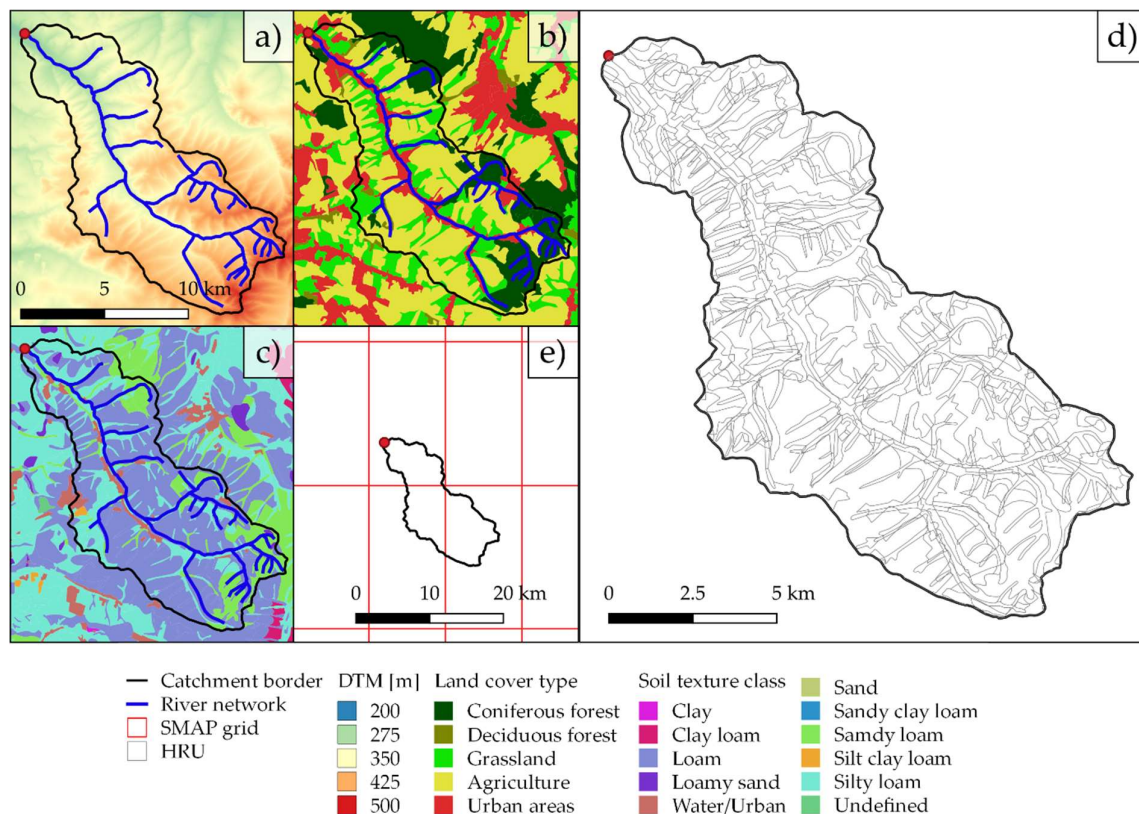 a)
b)
d)
0 5 10 km
c)
e)
0 10 20 km
0 2.5 5 km
Catchment border
River network
SMAP grid
HRU
DTM [m]
200
275
350
425
500
Land cover type
Coniferous forest
Deciduous forest
Grassland
Agriculture
Urban areas
Soil texture class
Clay
Clay loam
Loam
Loamy sand
Water/Urban
Sand
Sandy clay loam
Samdy loam
Silt clay loam
Silty loam
Undefined